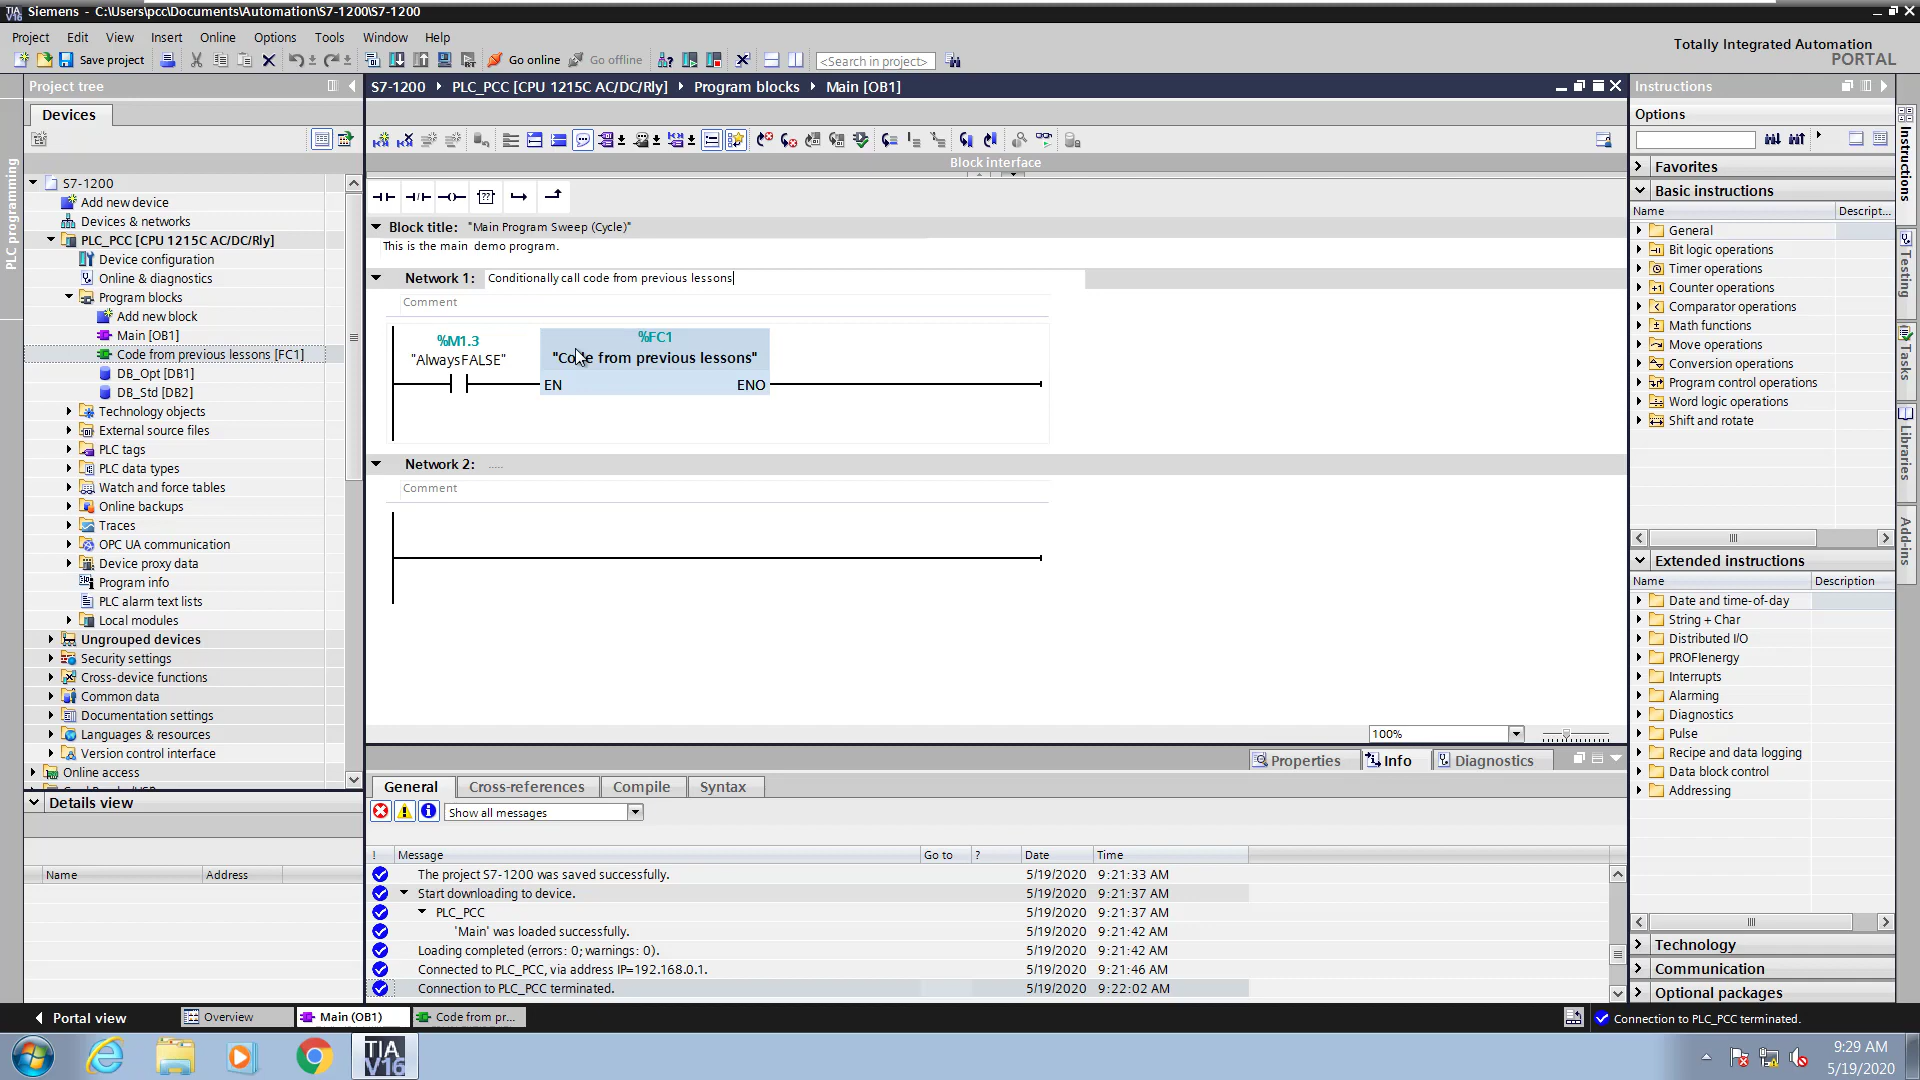 Siemens - C:\Users\pcc\Documents\Automation\S7-1200\S7-1200
Project Edit View Insert Online Options Tools Window Help
Totally Integrated Automation
PORTAL
Save project
Go online
Go offline
<Search in project>
Project tree
S7-1200 PLC_PCC [CPU 1215C AC/DC/Rly] Program blocks Main [OB1]
Instructions
Devices
Options
PLC programming
Block interface
Favorites
S7-1200
Add new device
Devices & networks
PLC_PCC [CPU 1215C AC/DC/Rly]
Device configuration
Online & diagnostics
Program blocks
Add new block
Main [OB1]
Code from previous lessons [FC1]
DB_Opt [DB1]
DB_Std [DB2]
Technology objects
External source files
PLC tags
PLC data types
Watch and force tables
Online backups
Traces
OPC UA communication
Device proxy data
Program info
PLC alarm text lists
Local modules
Ungrouped devices
Security settings
Cross-device functions
Common data
Documentation settings
Languages & resources
Version control interface
Online access
Details view
Name Address
Block title: "Main Program Sweep (Cycle)"
This is the main demo program.
Network 1: Conditionally call code from previous lessons
Comment
%M1.3
"AlwaysFALSE"
%FC1
"Code from previous lessons"
EN ENO
Network 2: .....
Comment
100%
Properties Info Diagnostics
General Cross-references Compile Syntax
Show all messages
! Message Go to ? Date Time
The project S7-1200 was saved successfully. 5/19/2020 9:21:33 AM
Start downloading to device. 5/19/2020 9:21:37 AM
PLC_PCC 5/19/2020 9:21:37 AM
'Main' was loaded successfully. 5/19/2020 9:21:42 AM
Loading completed (errors: 0; warnings: 0). 5/19/2020 9:21:42 AM
Connected to PLC_PCC, via address IP=192.168.0.1. 5/19/2020 9:21:46 AM
Connection to PLC_PCC terminated. 5/19/2020 9:22:02 AM
Basic instructions
Name Descript...
General
Bit logic operations
Timer operations
Counter operations
Comparator operations
Math functions
Move operations
Conversion operations
Program control operations
Word logic operations
Shift and rotate
Extended instructions
Name Description
Date and time-of-day
String + Char
Distributed I/O
PROFIenergy
Interrupts
Alarming
Diagnostics
Pulse
Recipe and data logging
Data block control
Addressing
Technology
Communication
Optional packages
Instructions
Testing
Tasks
Libraries
Add-ins
Portal view
Overview
Main (OB1)
Code from pr...
Connection to PLC_PCC terminated.
TIA
V16
9:29 AM
5/19/2020